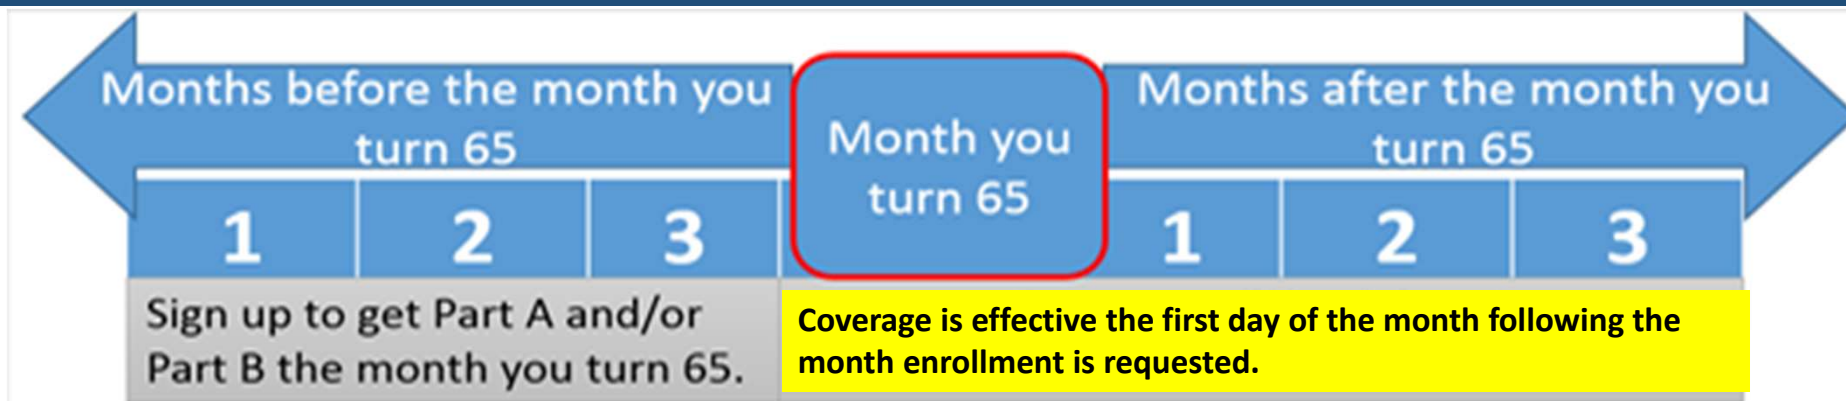 Months before the month you
turn 65
Month you
turn 65
Months after the month you
turn 65
1 2 3 1 2 3
Sign up to get Part A and/or
Part B the month you turn 65.
Coverage is effective the first day of the month following the
month enrollment is requested.